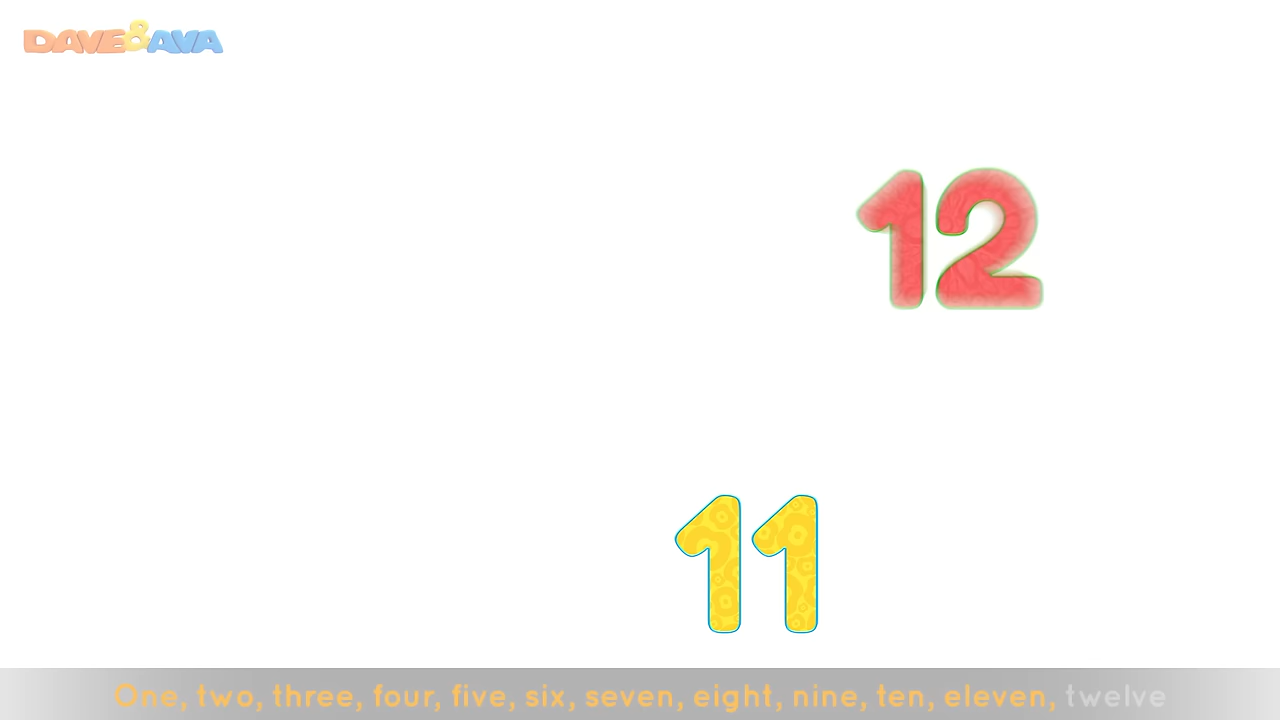 DAVE&AVA
12
11
One, two, three, four, five, six, seven, eight, nine, ten, eleven, twelve